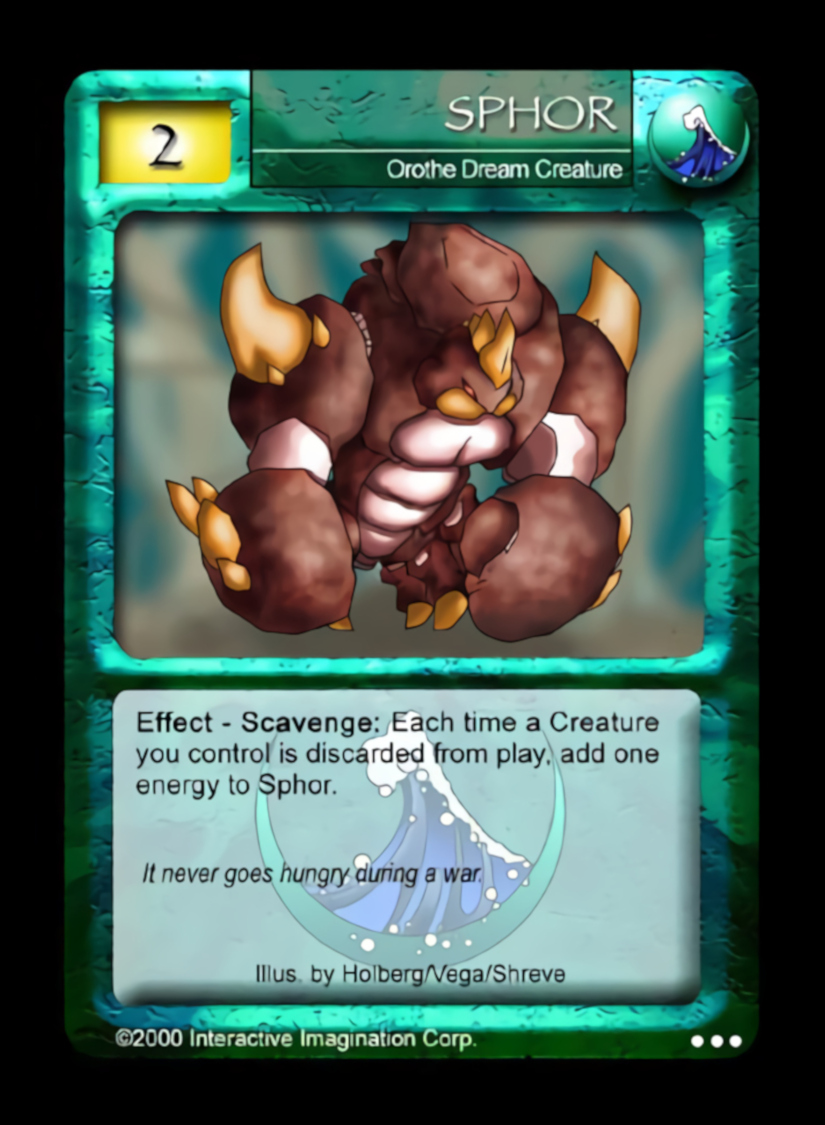 2
SPHOR
Orothe Dream Creature
Effect - Scavenge: Each time a Creature
you control is discarded from play, add one
energy to Sphor.
It never goes hungry during a war.
Illus. by Holberg/Vega/Shreve
©2000 Interactive Imagination Corp.